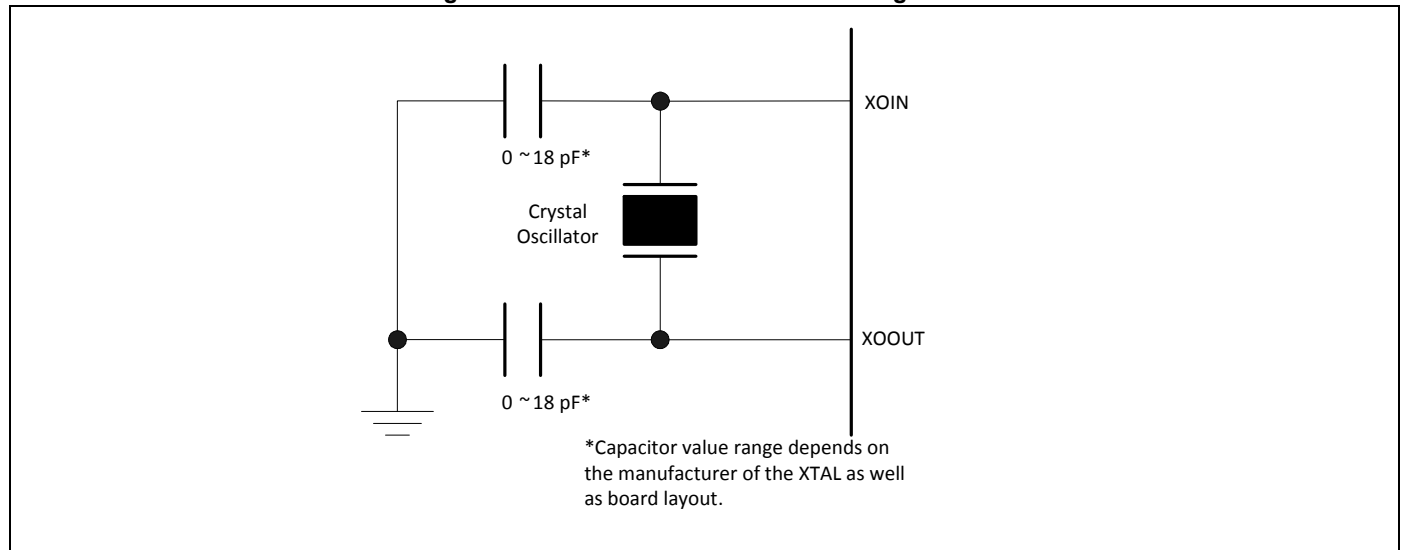 XOIN
0 ~18 pF*
Crystal
Oscillator
XOOUT
0 ~18 pF*
*Capacitor value range depends on
the manufacturer of the XTAL as well
as board layout.